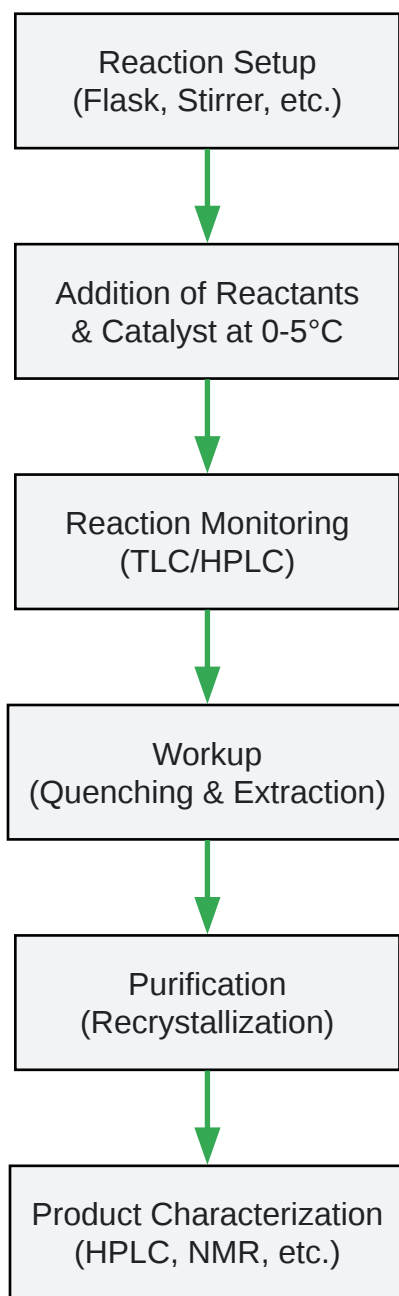 Reaction Setup
(Flask, Stirrer, etc.)
Addition of Reactants
& Catalyst at 0-5°C
Reaction Monitoring
(TLC/HPLC)
Workup
(Quenching & Extraction)
Purification
(Recrystallization)
Product Characterization
(HPLC, NMR, etc.)